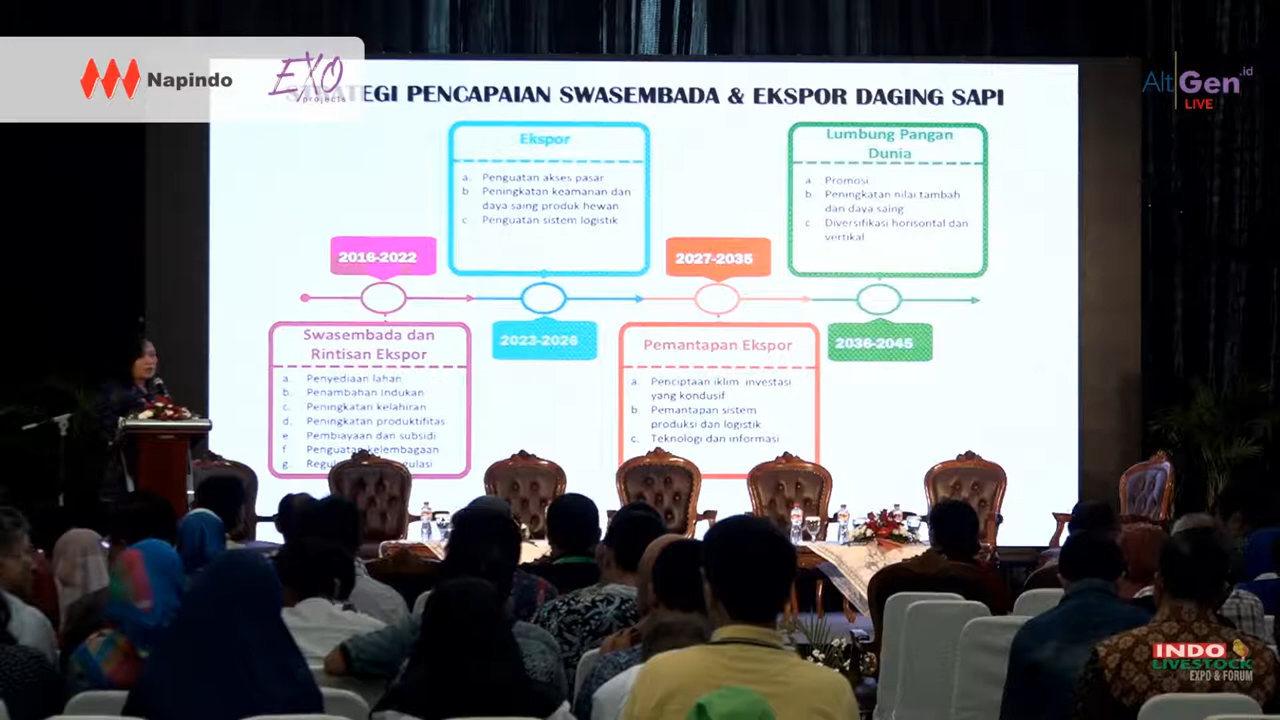 Napindo
EXO
projects
AltGen.id
LIVE
EGI PENCAPAIAN SWASEMBADA & EKSPOR DAGING SAPI
Ekspor
a. Penguatan akses pasar
b Peningkatan keamanan dan
daya saing produk hewan
c. Penguatan sistem logistik
Lumbung Pangan
Dunia
a. Promosi
b. Peningkatan nilai tambah
dan daya saing
c. Diversifikasi horisontal dan
vertikal
2016-2022
2027-2035
2023-2026
2036-2045
Swasembada dan
Rintisan Ekspor
a. Penyediaan lahan
b. Penambahan indukan
c. Peningkatan kelahiran
d. Peningkatan produktifitas
e Pembiayaan dan subsidi
f Penguatan kelembagaan
g.
Pemantapan Ekspor
a. Penciptaan iklim investasi
yang kondusif
b. Pemantapan sistem
produksi dan logistik
c. Teknologi dan informasi
INDO
LIVESTOCK
EXPO & FORUM